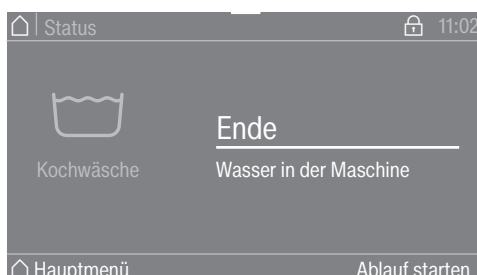 Status 11:02
Ende
Kochwäsche Wasser in der Maschine
Hauptmenü Ablauf starten